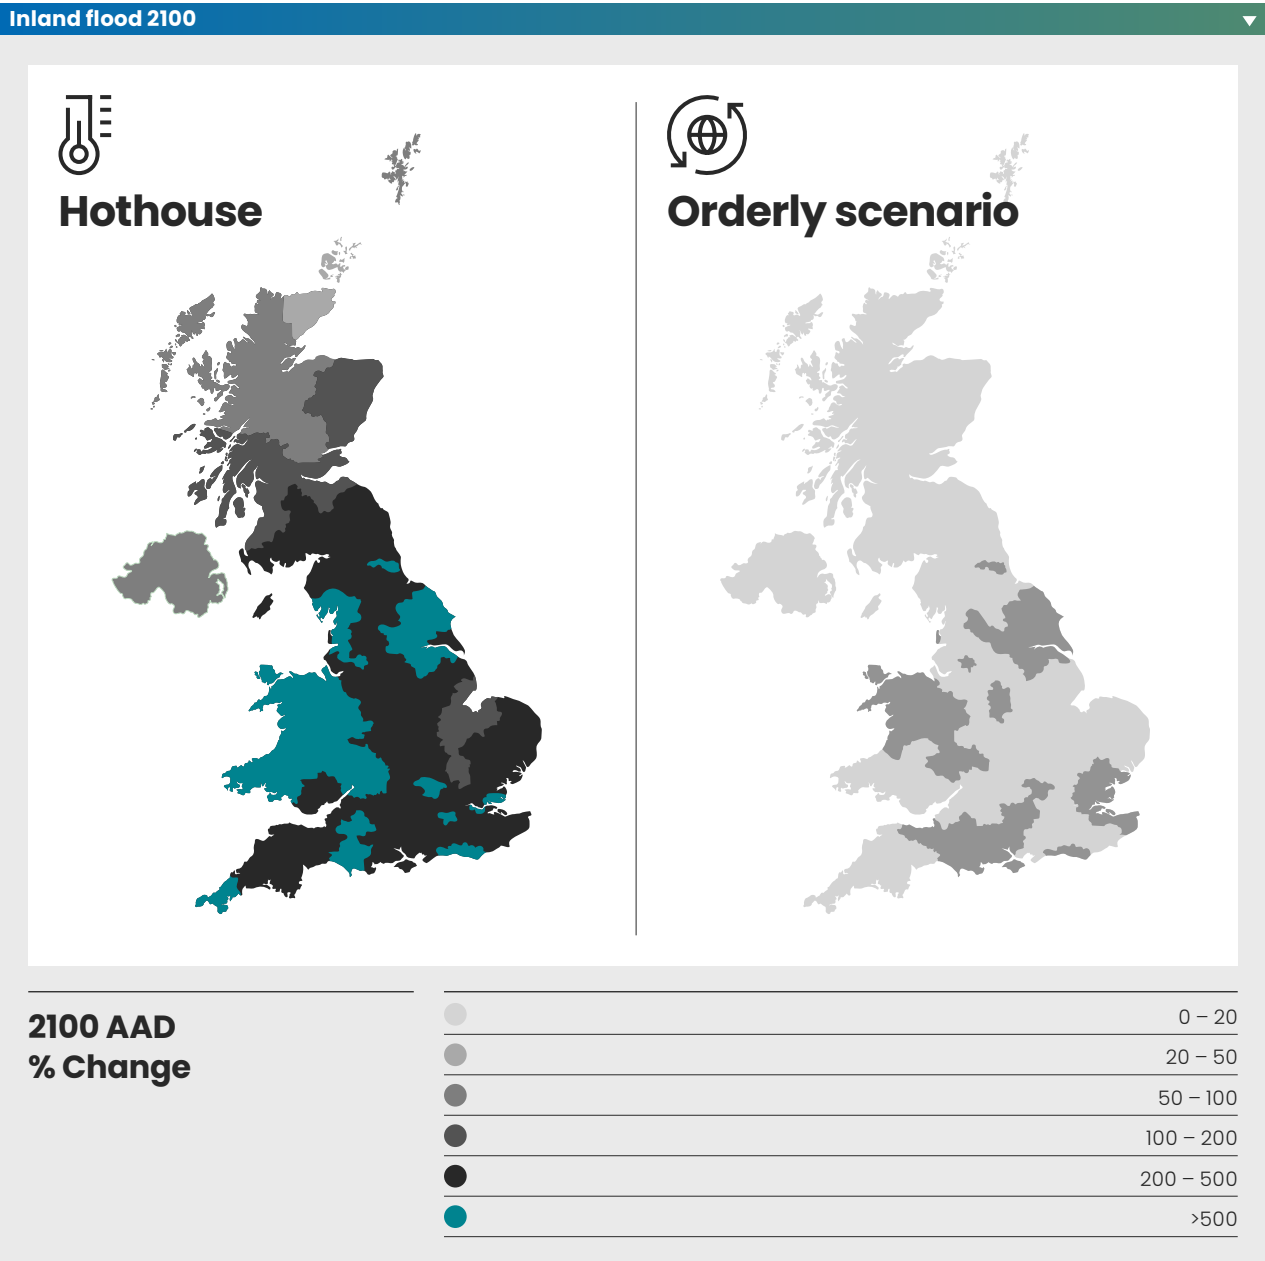 Inland flood 2100
Hothouse
Orderly scenario
2100 AAD
% Change
0 – 20
20 – 50
50 – 100
100 – 200
200 – 500
>500